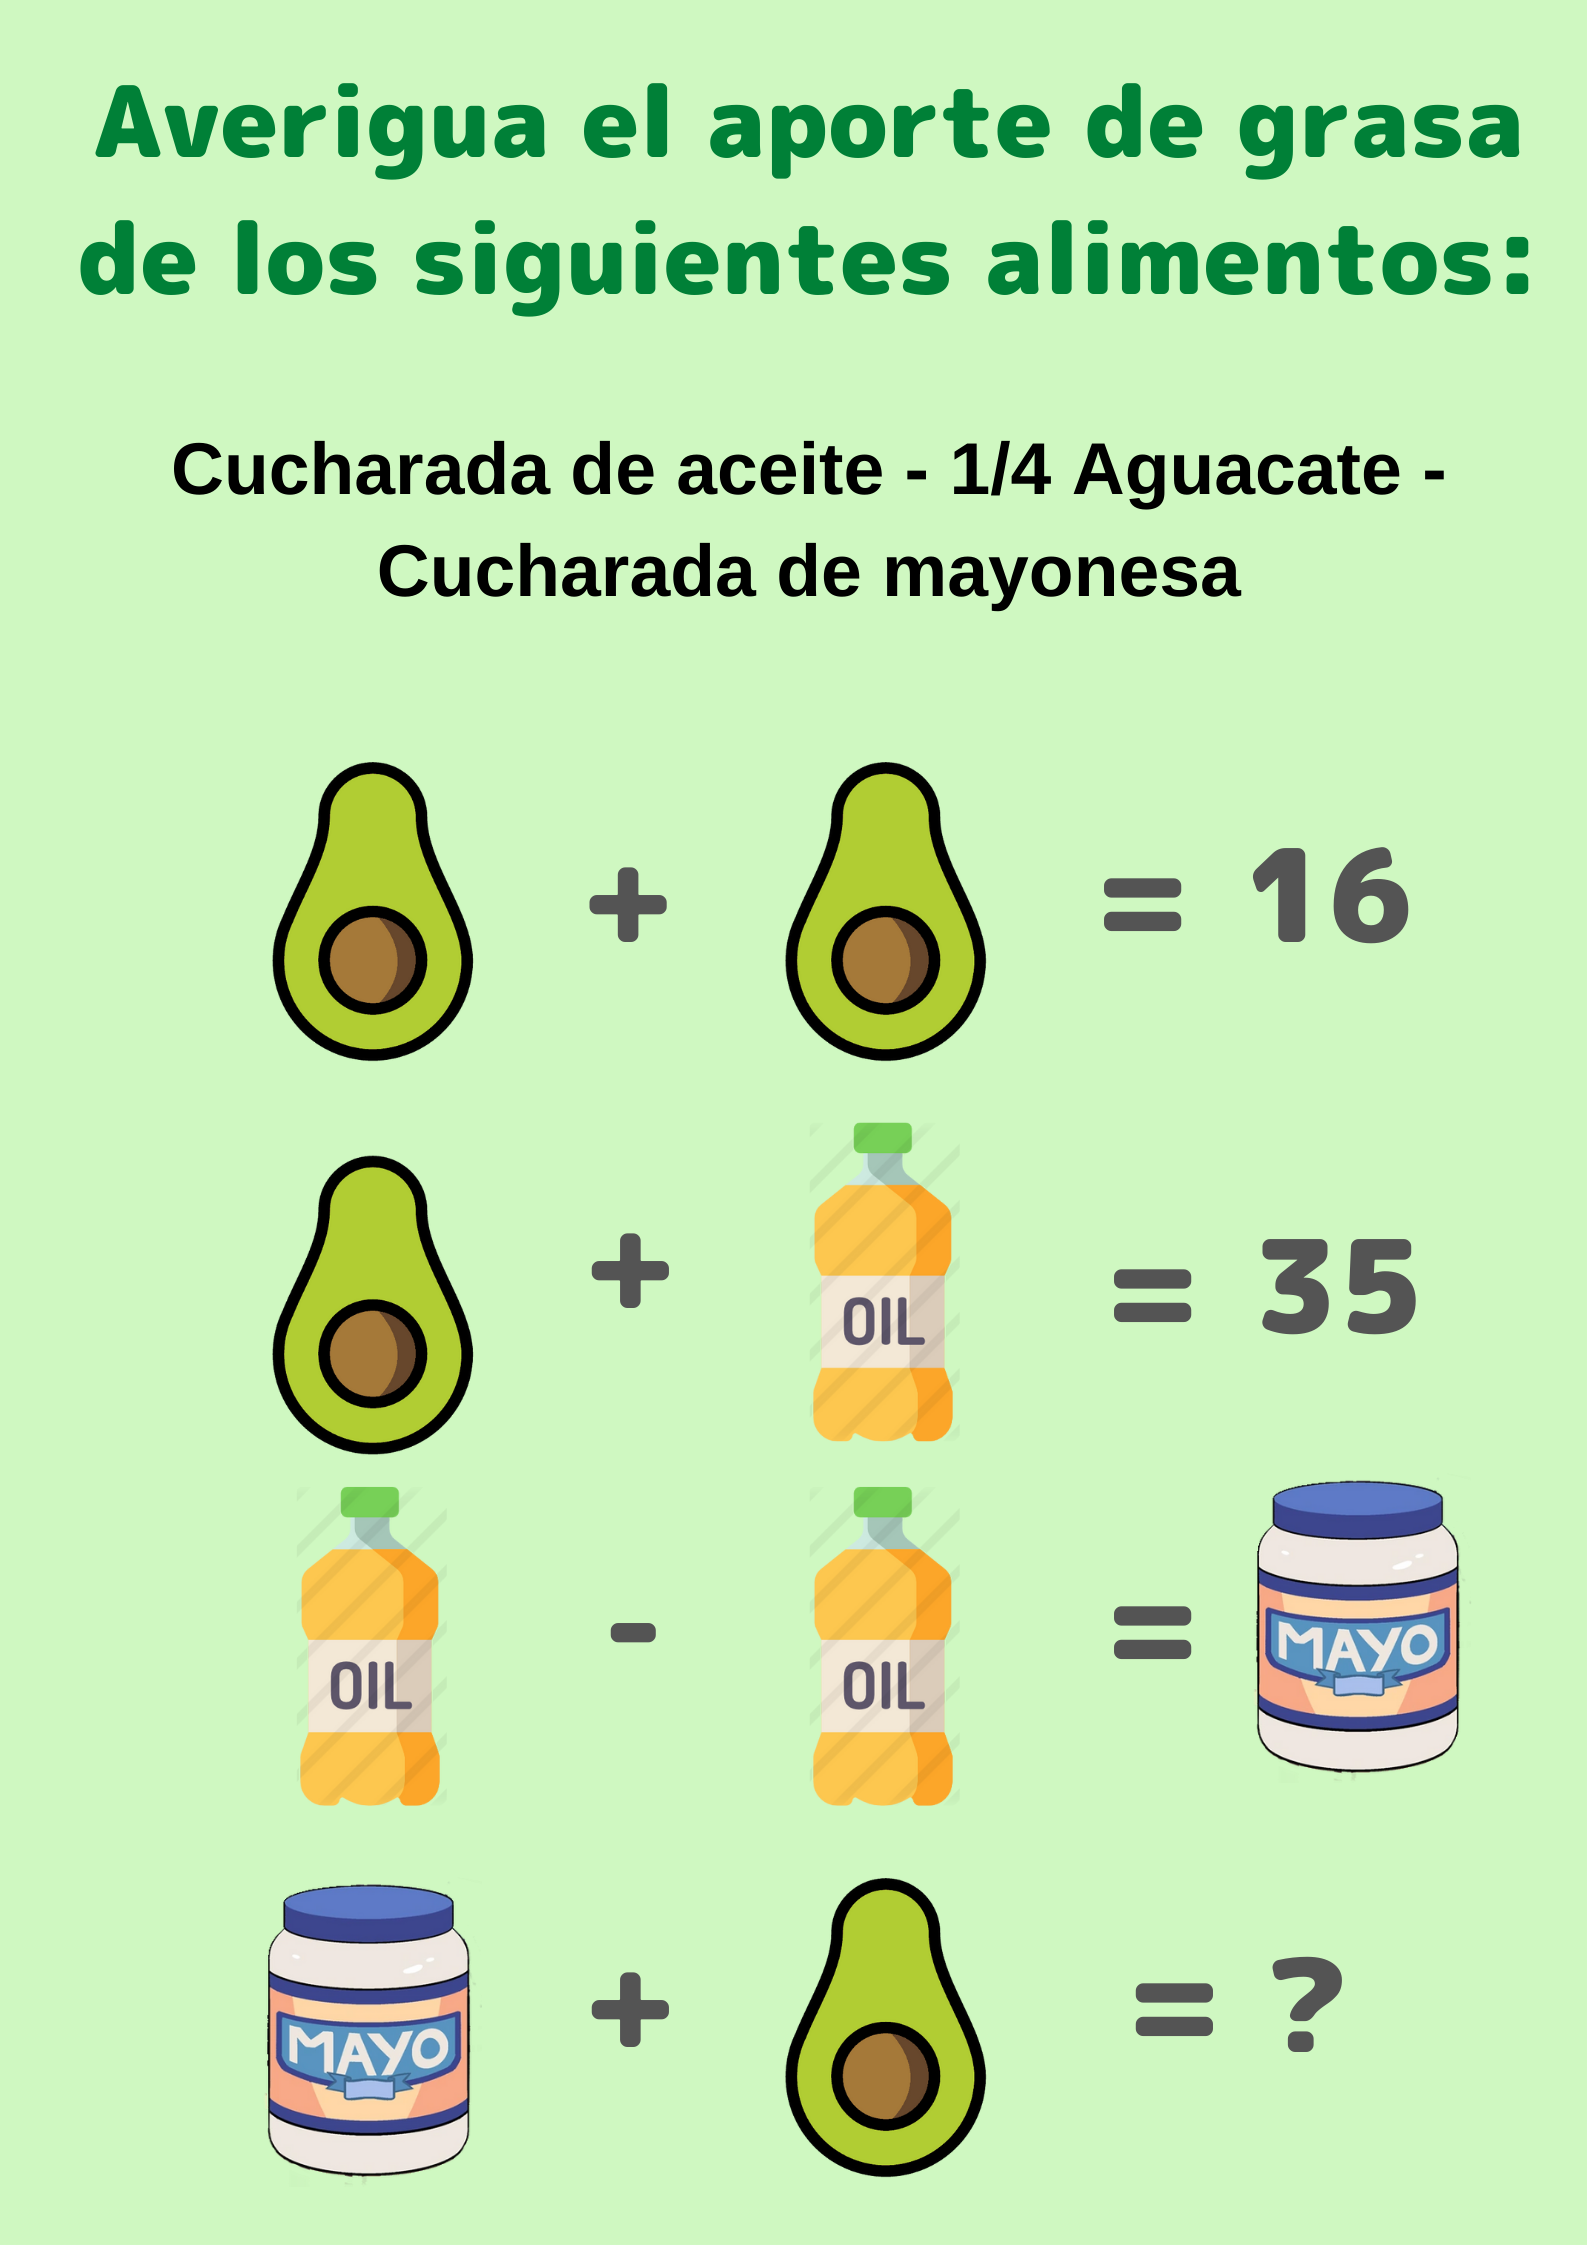 Averigua el aporte de grasa
de los siguientes alimentos:
Cucharada de aceite - 1/4 Aguacate -
Cucharada de mayonesa
+ = 16
+ OIL = 35
OIL - OIL = MAYO
MAYO + = ?